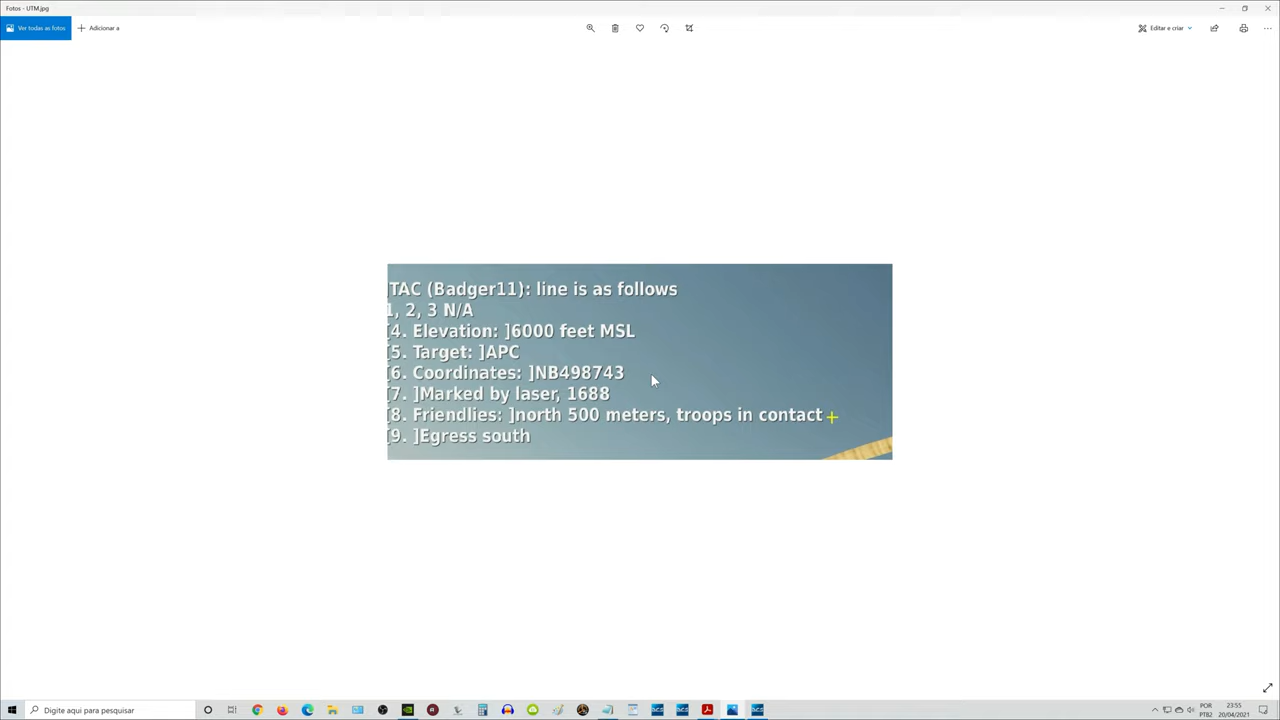 Fotos - UTM.jpg
Ver todas as fotos
Adicionar a
Editar e criar
TAC (Badger11): line is as follows
1, 2, 3 N/A
[4. Elevation: ]6000 feet MSL
[5. Target: ]APC
[6. Coordinates: ]NB498743
[7. ]Marked by laser, 1688
[8. Friendlies: ]north 500 meters, troops in contact
[9. ]Egress south
Digite aqui para pesquisar
POR
PTB2
23:55
20/04/2021